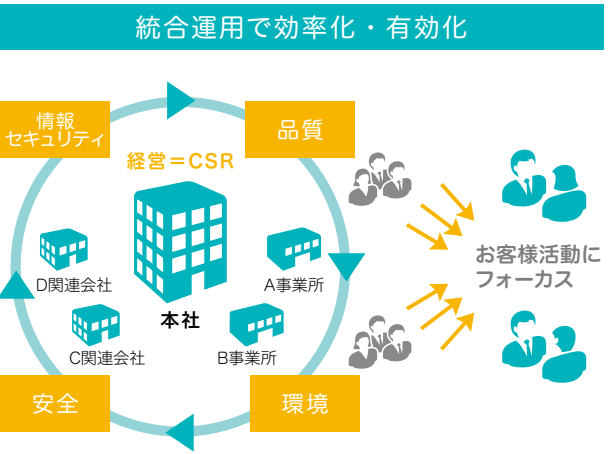 統合運用で効率化・有効化
情報
セキュリティ
品質
経営＝CSR
D関連会社
A事業所
本社
C関連会社
B事業所
安全
環境
お客様活動に
フォーカス